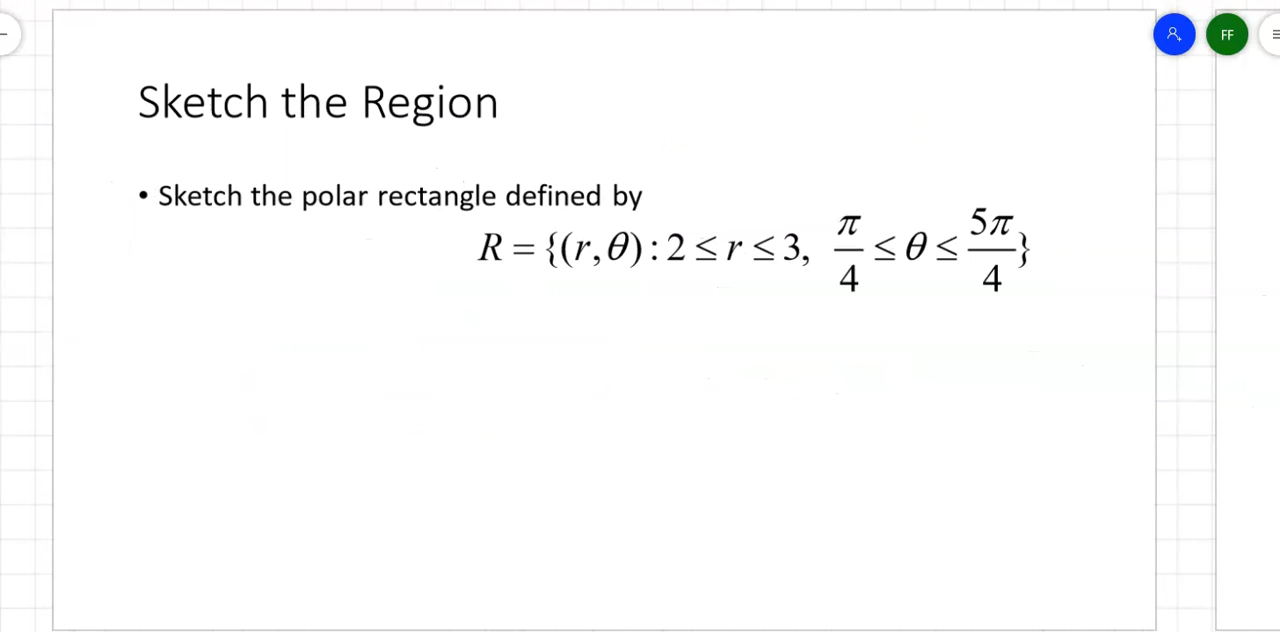 Sketch the Region
• Sketch the polar rectangle defined by
R = {(r, θ) : 2 ≤ r ≤ 3, π/4 ≤ θ ≤ 5π/4}
FF